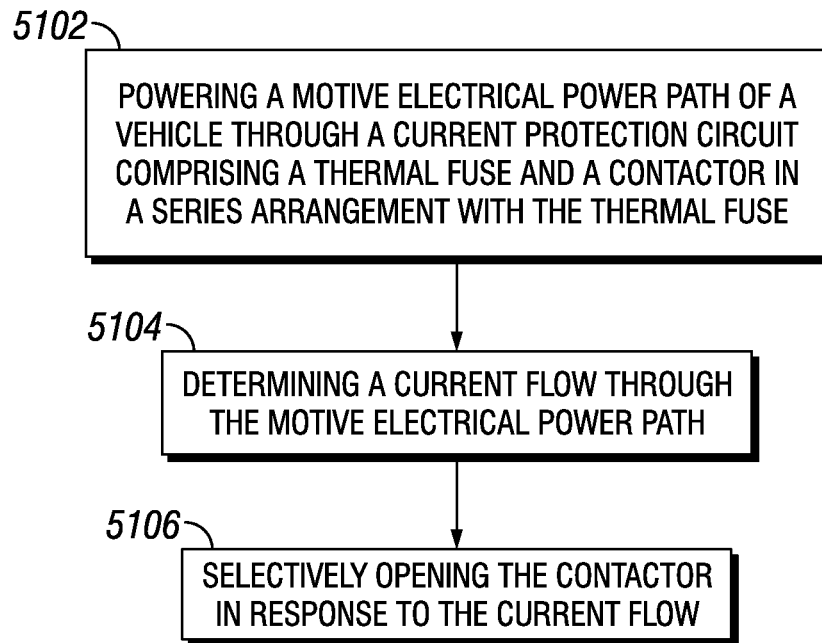 5102
POWERING A MOTIVE ELECTRICAL POWER PATH OF A
VEHICLE THROUGH A CURRENT PROTECTION CIRCUIT
COMPRISING A THERMAL FUSE AND A CONTACTOR IN
A SERIES ARRANGEMENT WITH THE THERMAL FUSE
5104
DETERMINING A CURRENT FLOW THROUGH
THE MOTIVE ELECTRICAL POWER PATH
5106
SELECTIVELY OPENING THE CONTACTOR
IN RESPONSE TO THE CURRENT FLOW